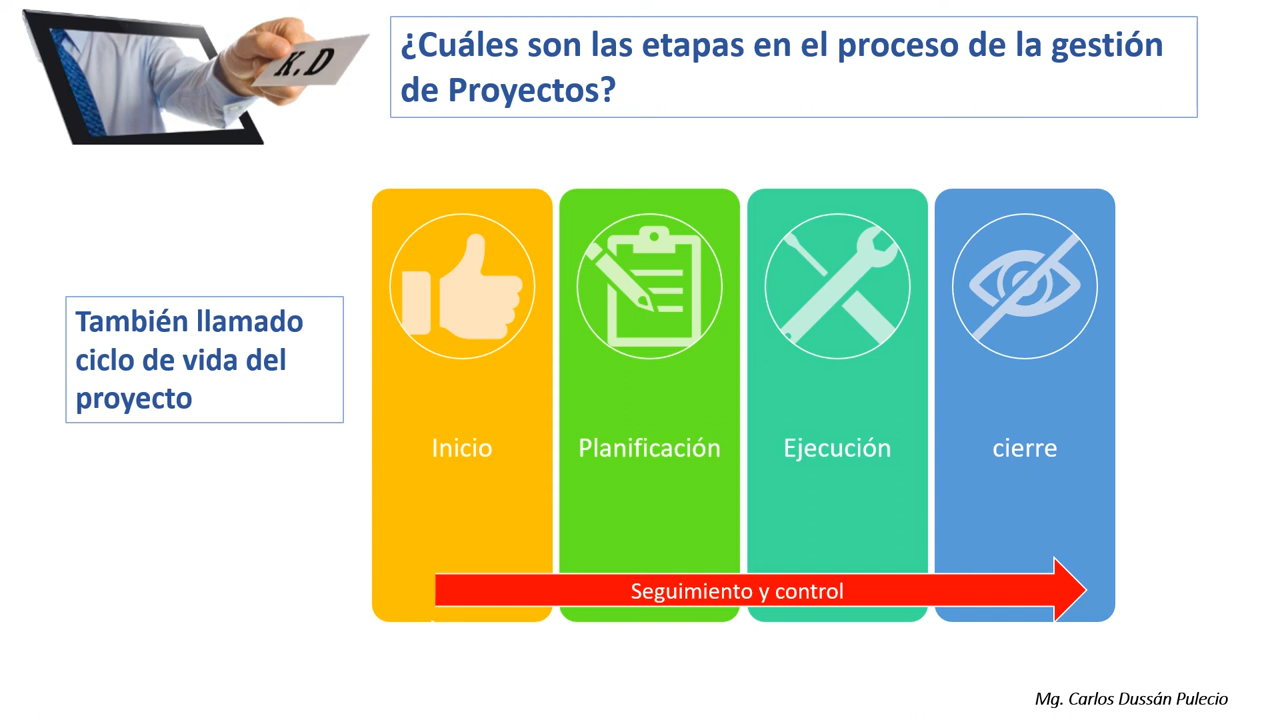 K.D
¿Cuáles son las etapas en el proceso de la gestión
de Proyectos?
También llamado
ciclo de vida del
proyecto
Inicio
Planificación
Ejecución
cierre
Seguimiento y control
Mg. Carlos Dussán Pulecio